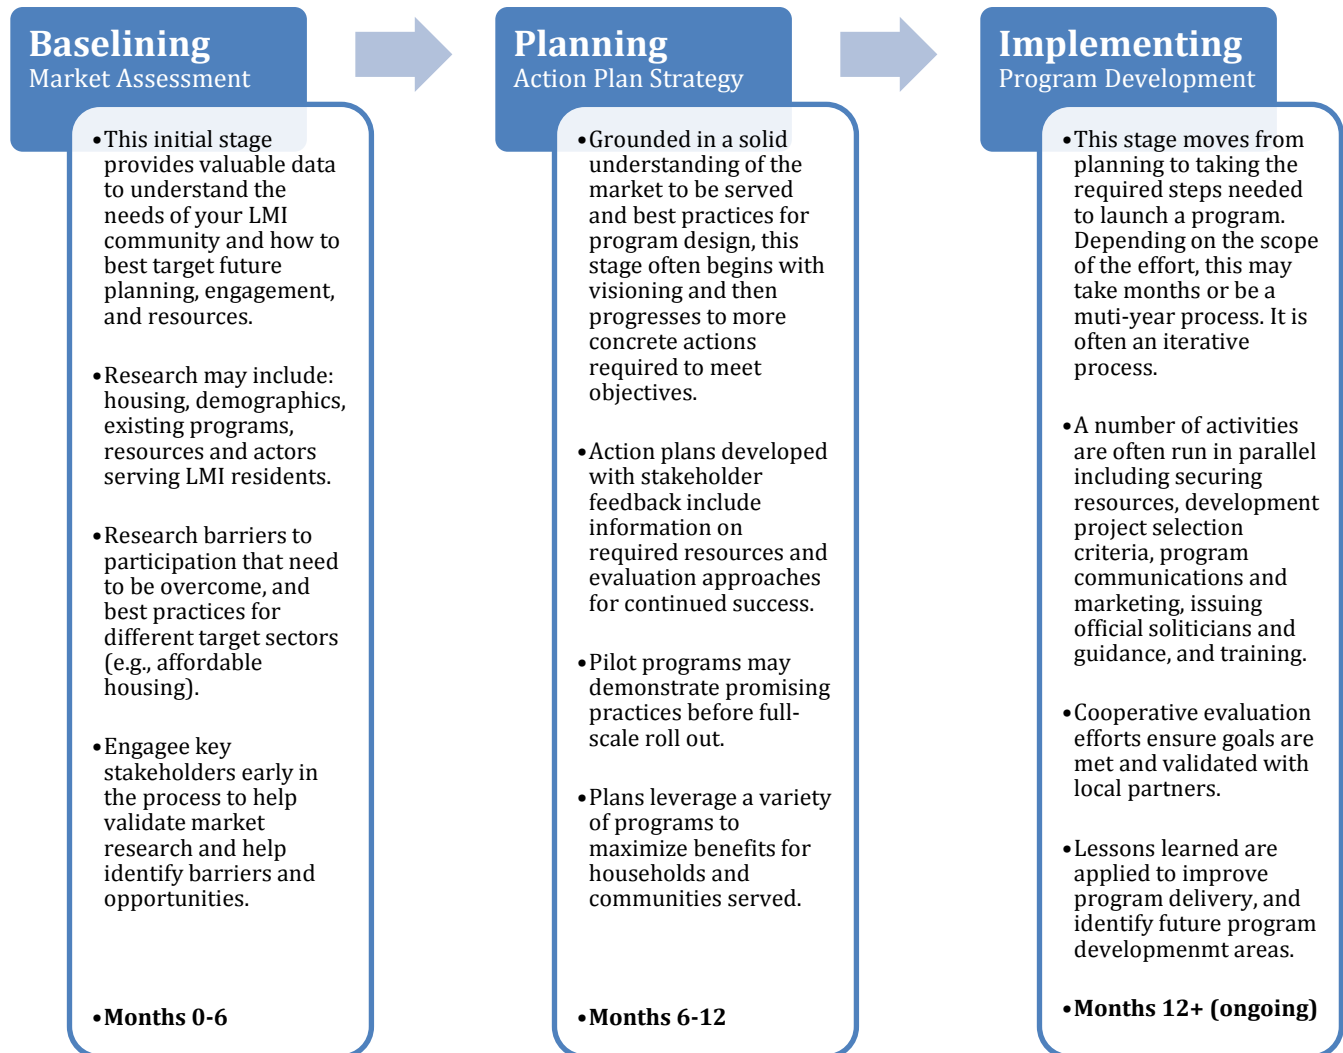 Baselining
Market Assessment
•This initial stage
provides valuable data
to understand the
needs of your LMI
community and how to
best target future
planning, engagement,
and resources.
•Research may include:
housing, demographics,
existing programs,
resources and actors
serving LMI residents.
•Research barriers to
participation that need
to be overcome, and
best practices for
different target sectors
(e.g., affordable
housing).
•Engagee key
stakeholders early in
the process to help
validate market
research and help
identify barriers and
opportunities.
•Months 0-6
Planning
Action Plan Strategy
•Grounded in a solid
understanding of the
market to be served
and best practices for
program design, this
stage often begins with
visioning and then
progresses to more
concrete actions
required to meet
objectives.
•Action plans developed
with stakeholder
feedback include
information on
required resources and
evaluation approaches
for continued success.
•Pilot programs may
demonstrate promising
practices before full-
scale roll out.
•Plans leverage a variety
of programs to
maximize benefits for
households and
communities served.
•Months 6-12
Implementing
Program Development
•This stage moves from
planning to taking the
required steps needed
to launch a program.
Depending on the scope
of the effort, this may
take months or be a
muti-year process. It is
often an iterative
process.
•A number of activities
are often run in parallel
including securing
resources, development
project selection
criteria, program
communications and
marketing, issuing
official soliticians and
guidance, and training.
•Cooperative evaluation
efforts ensure goals are
met and validated with
local partners.
•Lessons learned are
applied to improve
program delivery, and
identify future program
developmenmt areas.
•Months 12+ (ongoing)